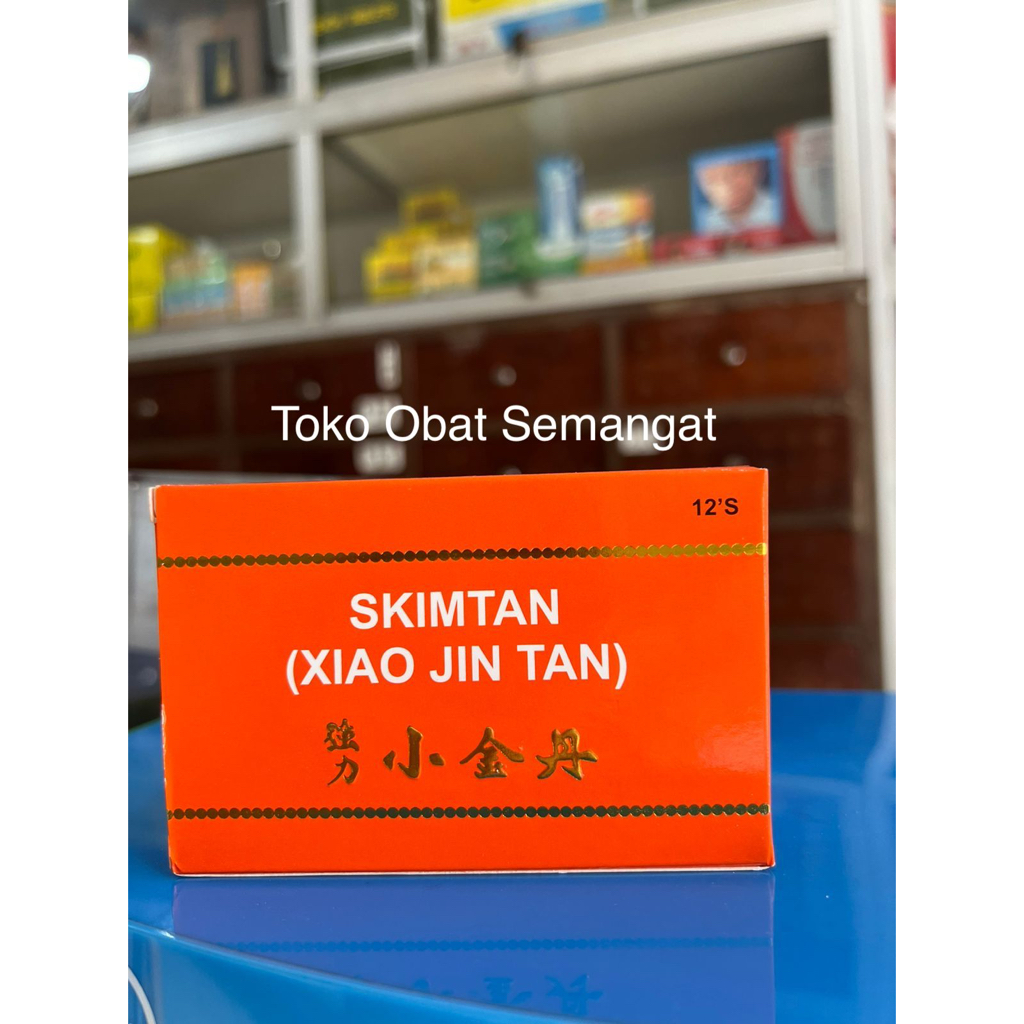 Toko Obat Semangat
12'S
SKIMTAN
(XIAO JIN TAN)
強力 小金丹